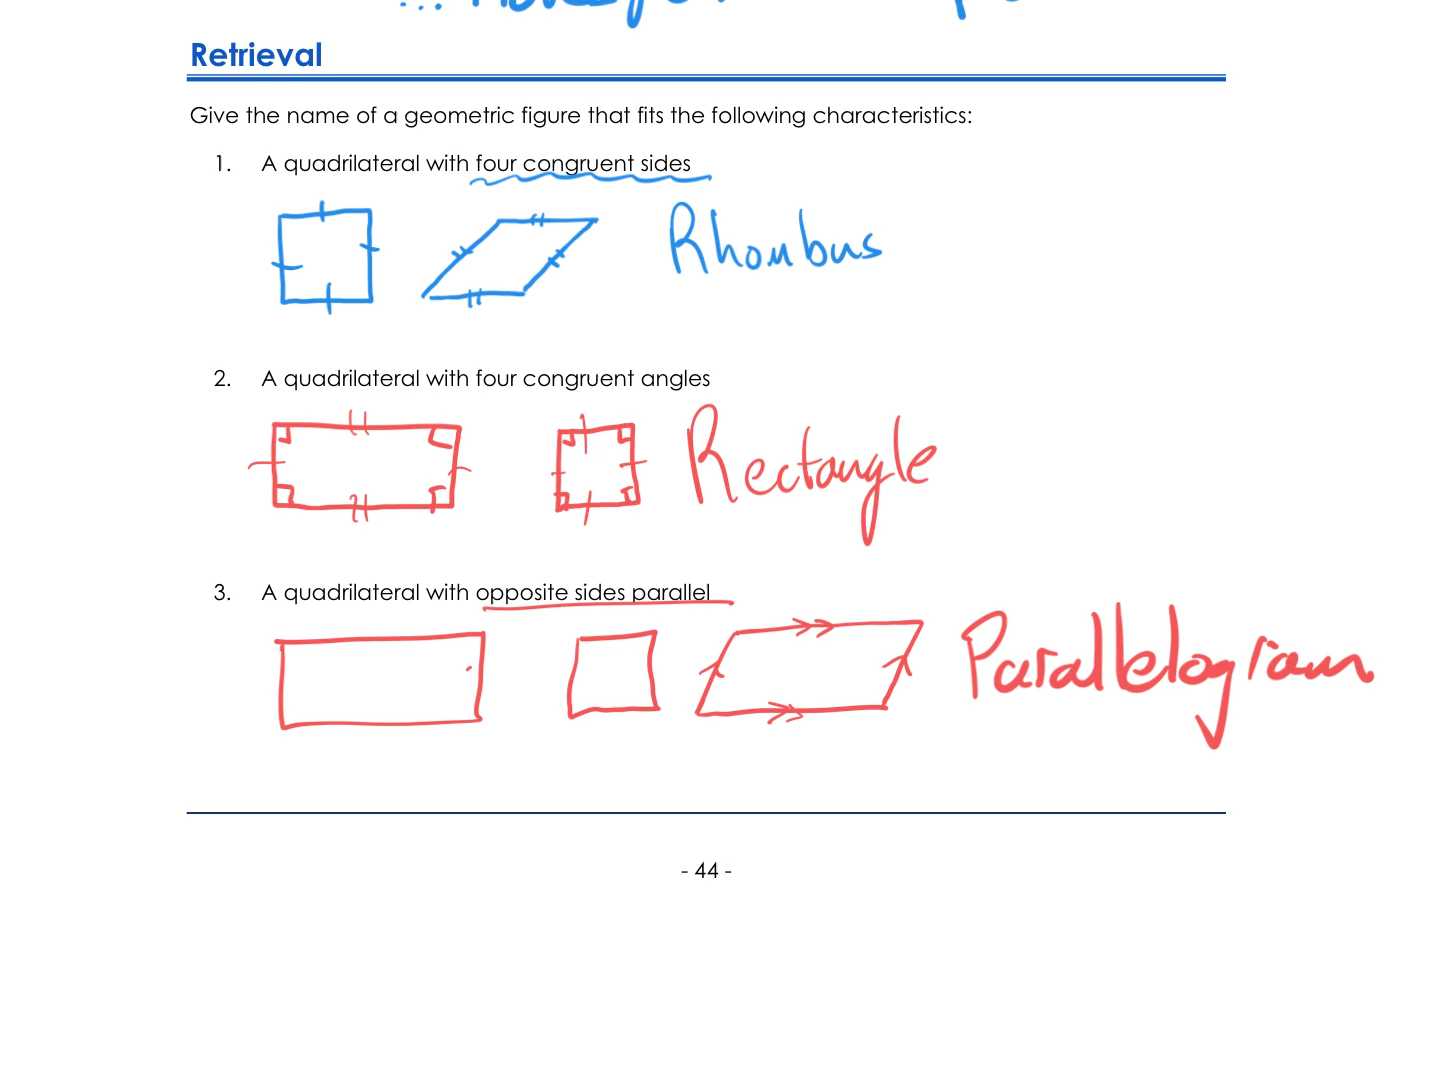 Retrieval
Give the name of a geometric figure that fits the following characteristics:
1. A quadrilateral with four congruent sides
Rhombus
2. A quadrilateral with four congruent angles
Rectangle
3. A quadrilateral with opposite sides parallel
Parallelogram
- 44 -